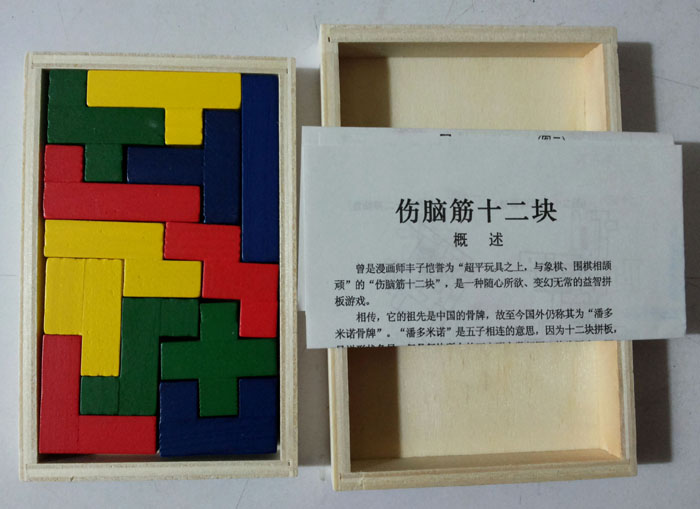 (图二)
伤脑筋十二块
概 述
曾是漫画师丰子恺誉为“超乎玩具之上，与象棋、围棋相颉
颃”的“伤脑筋十二块”，是一种随心所欲、变幻无常的益智拼
板游戏。
相传，它的祖先是中国的骨牌，故至今国外仍称其为“潘多
米诺骨牌”。“潘多米诺”是五子相连的意思，因为十二块拼板，